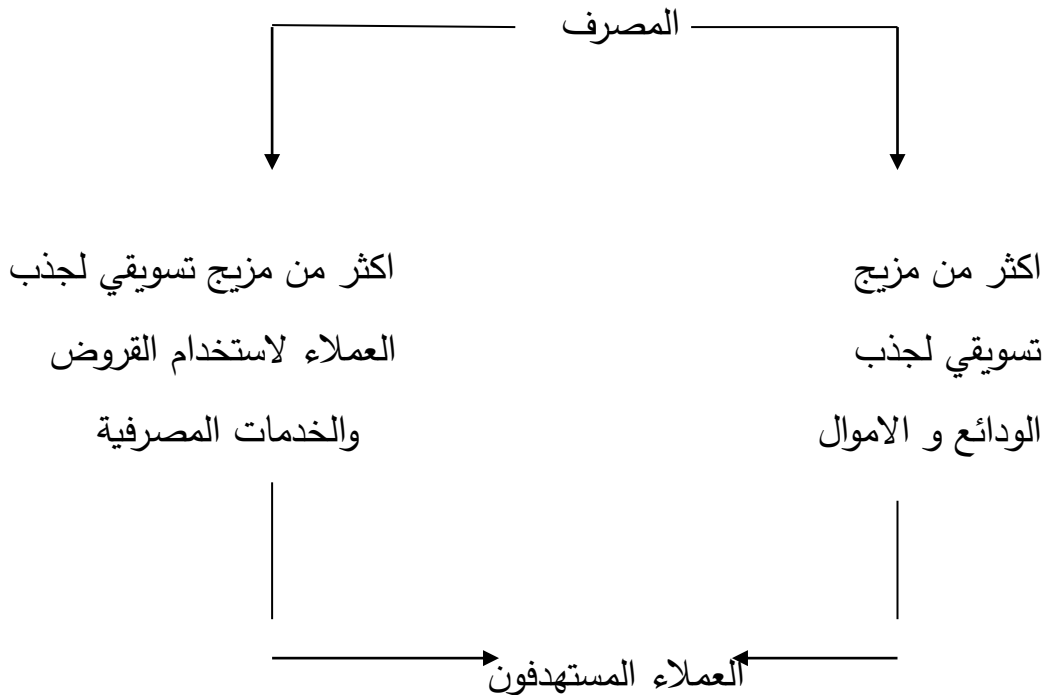 المصرف
اكثر من مزيج
تسويقي لجذب
الودائع و الاموال
اكثر من مزيج تسويقي لجذب
العملاء لاستخدام القروض
والخدمات المصرفية
العملاء المستهدفون